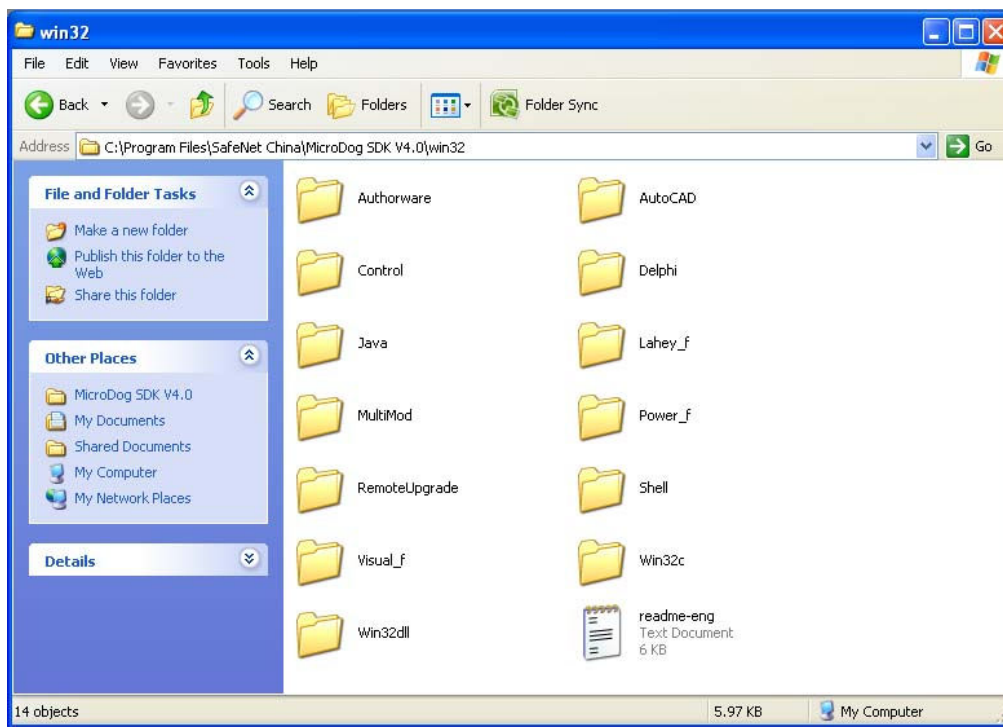 win32
File Edit View Favorites Tools Help
Back Search Folders Folder Sync
Address C:\Program Files\SafeNet China\MicroDog SDK V4.0\win32 Go
File and Folder Tasks
Make a new folder
Publish this folder to the
Web
Share this folder
Other Places
MicroDog SDK V4.0
My Documents
Shared Documents
My Computer
My Network Places
Details
Authorware AutoCAD
Control Delphi
Java Lahey_f
MultiMod Power_f
RemoteUpgrade Shell
Visual_f Win32c
Win32dll readme-eng
Text Document
6 KB
14 objects 5.97 KB My Computer